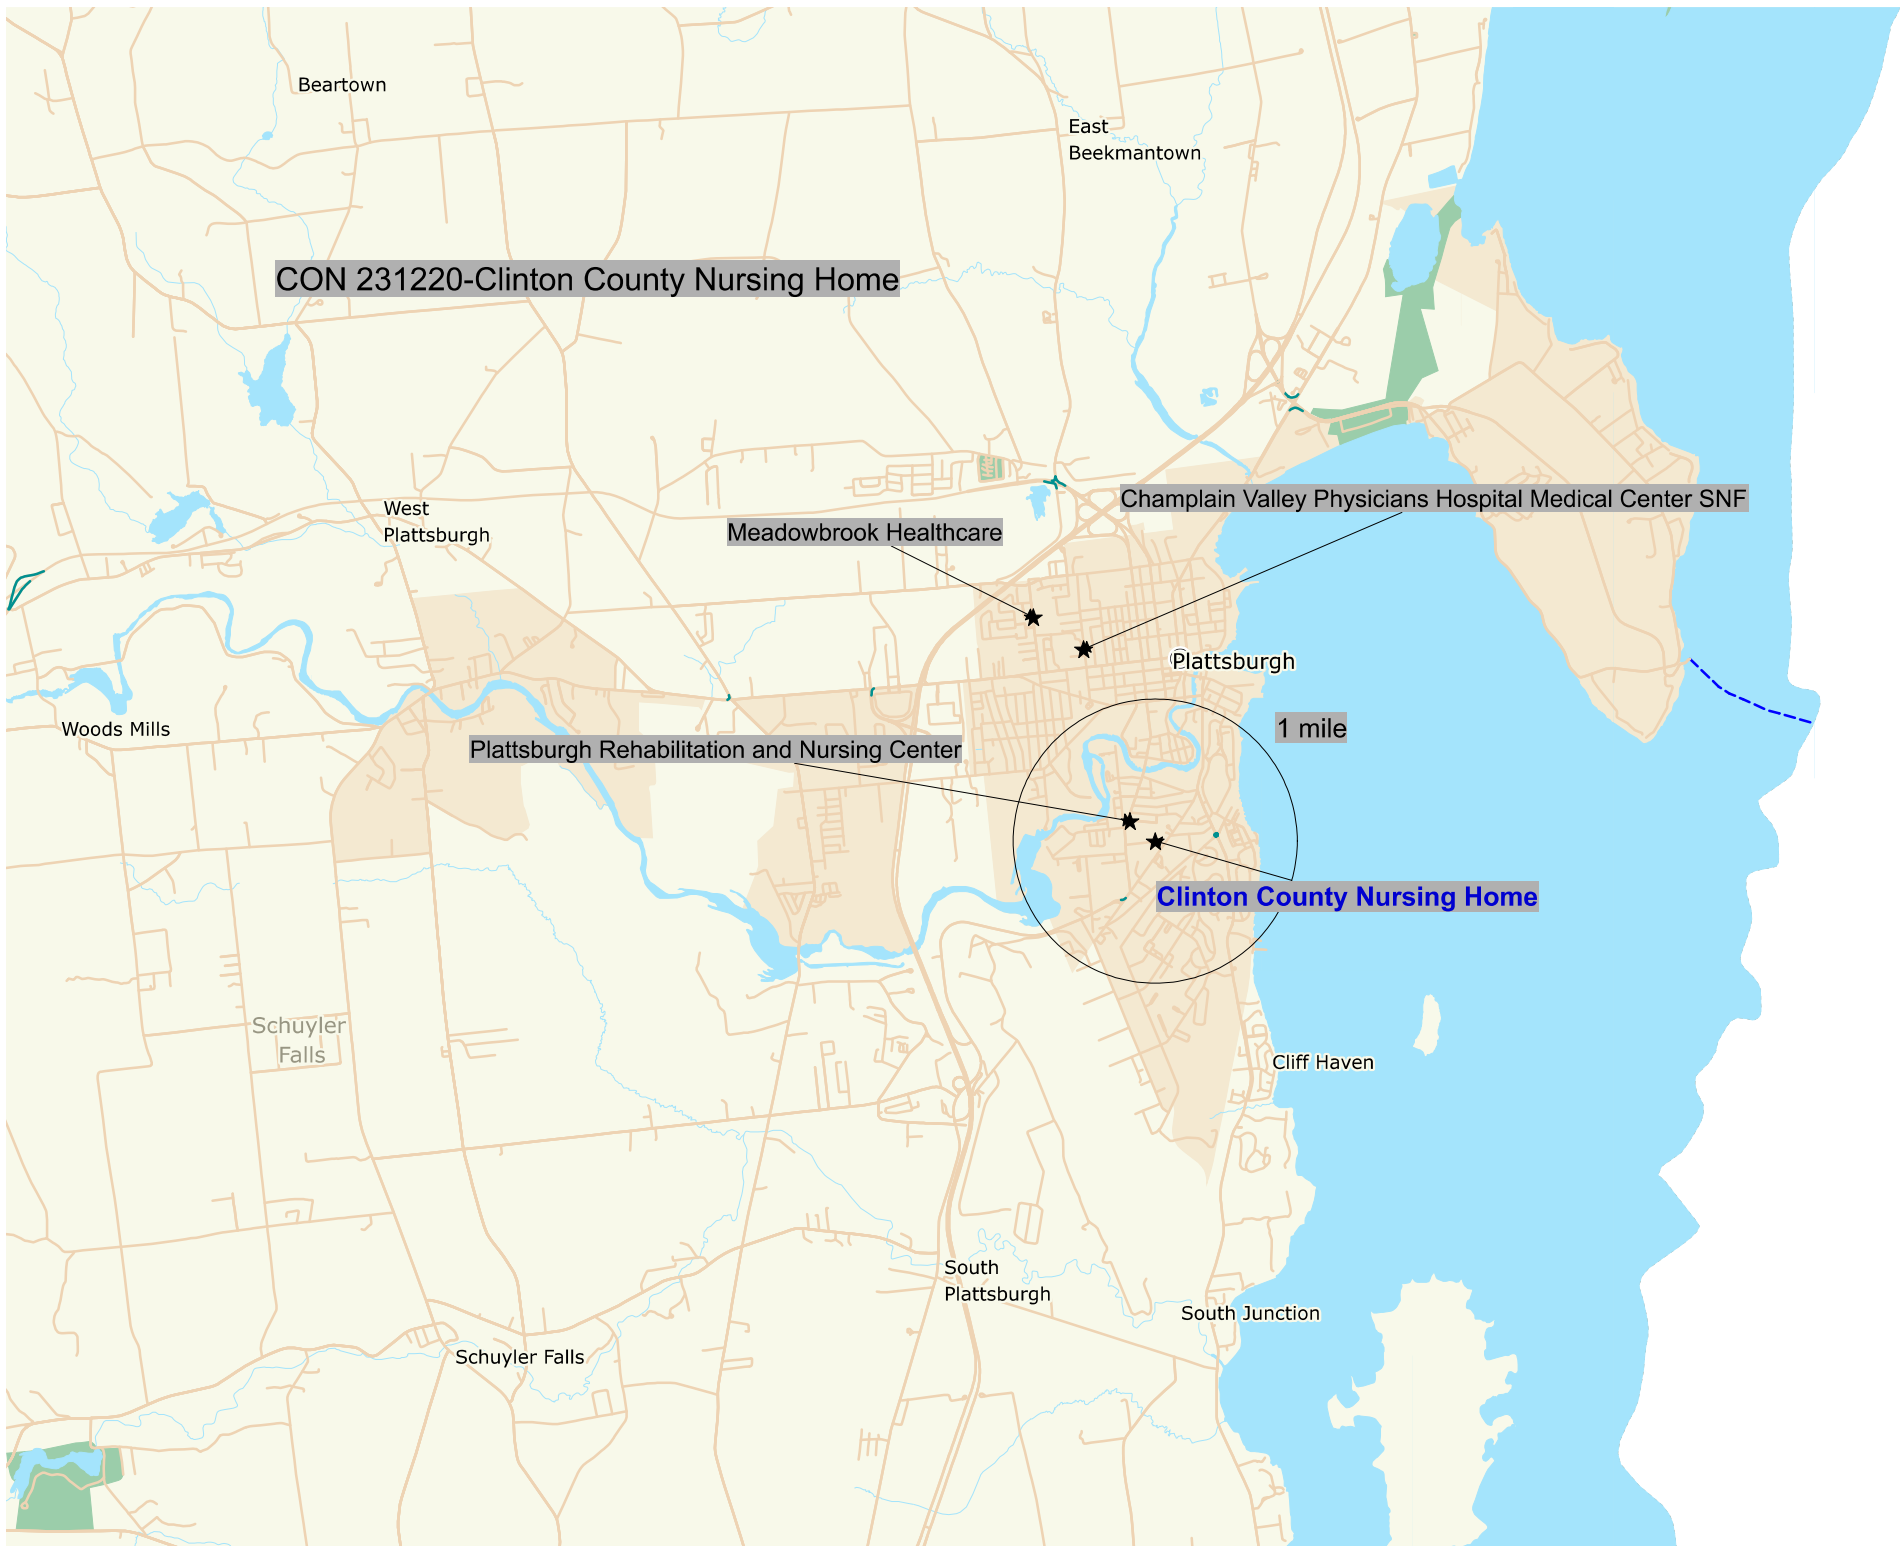 Beartown
East
Beekmantown
CON 231220-Clinton County Nursing Home
Champlain Valley Physicians Hospital Medical Center SNF
West
Plattsburgh
Meadowbrook Healthcare
Plattsburgh
Woods Mills
1 mile
Plattsburgh Rehabilitation and Nursing Center
Clinton County Nursing Home
Schuyler
Falls
Cliff Haven
South
Plattsburgh
South Junction
Schuyler Falls